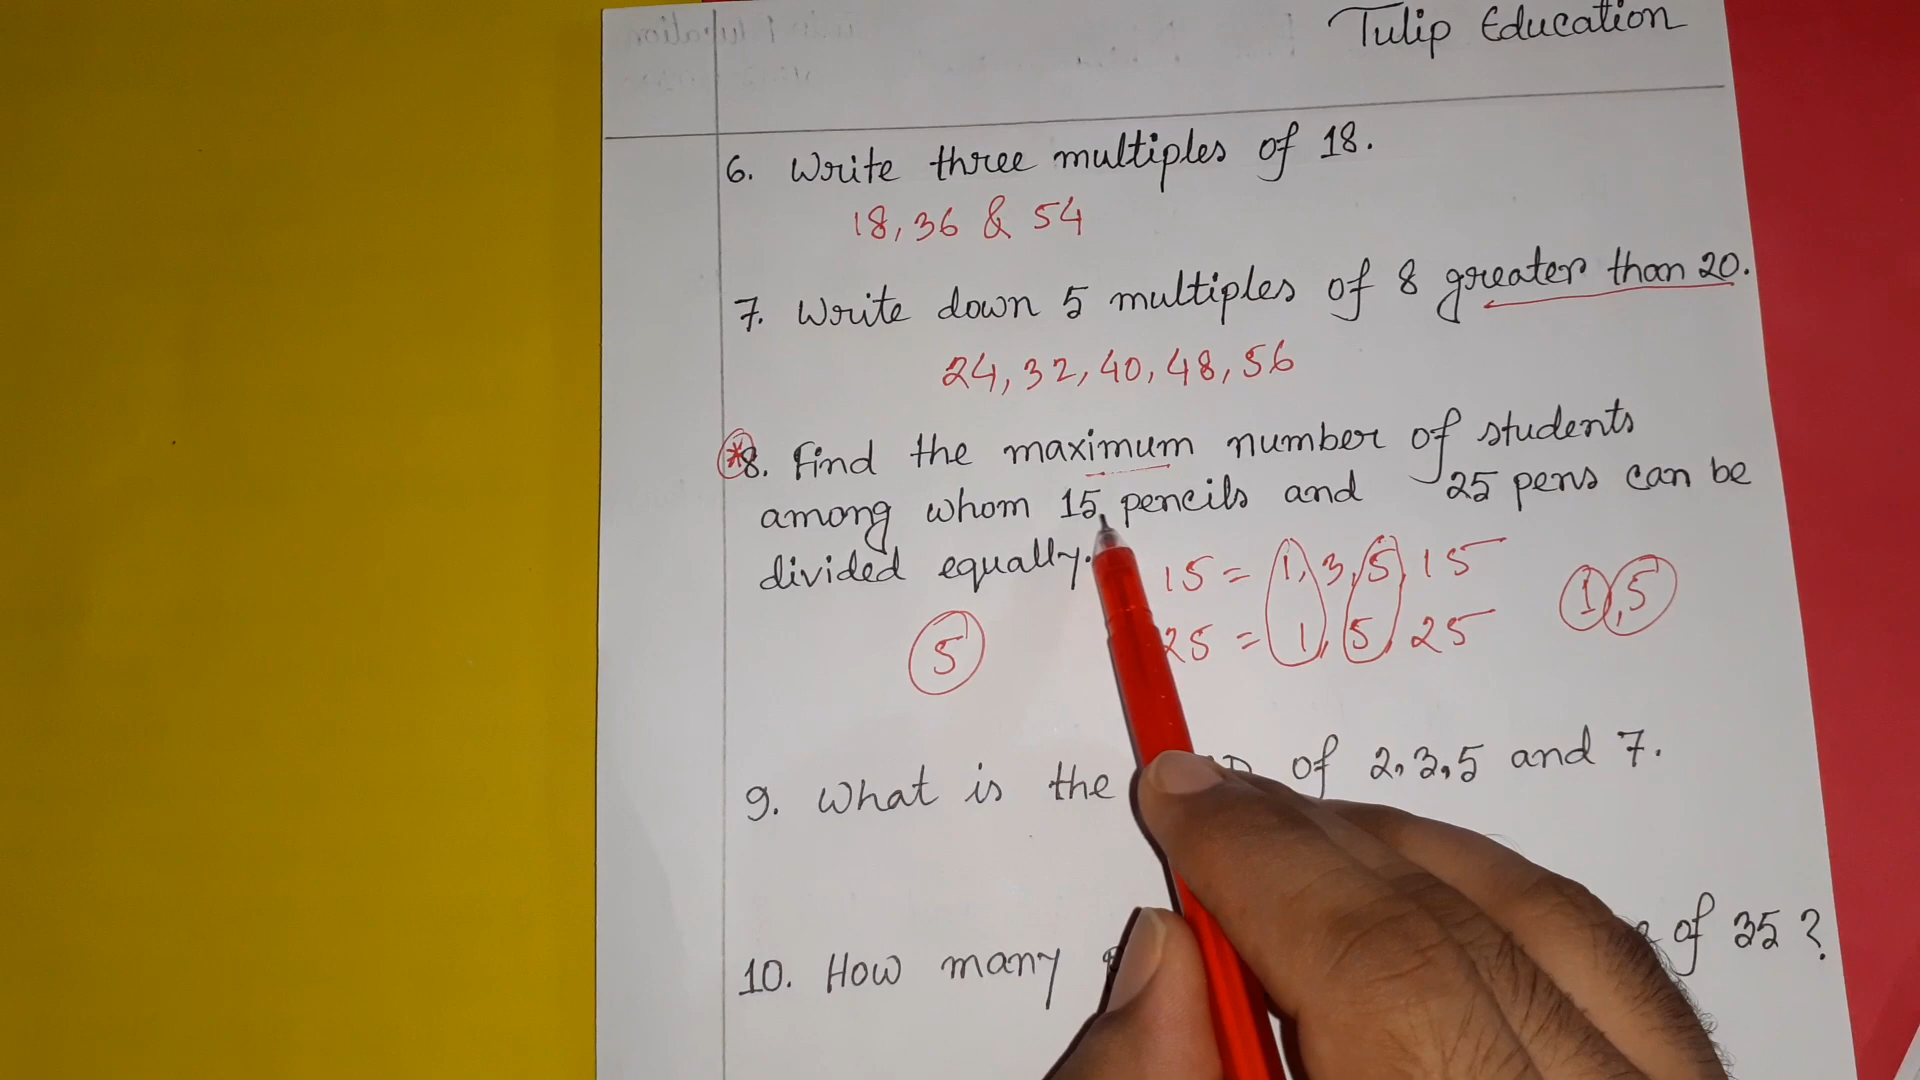 Tulip Education
6. Write three multiples of 18.
18, 36 & 54
7. Write down 5 multiples of 8 greater than 20.
24, 32, 40, 48, 56
*8. Find the maximum number of students
among whom 15 pencils and 25 pens can be
divided equally.
15 = 1, 3, 5, 15
1, 5
25 = 1, 5, 25
5
9. What is the of 2, 3, 5 and 7.
10. How many of 35?